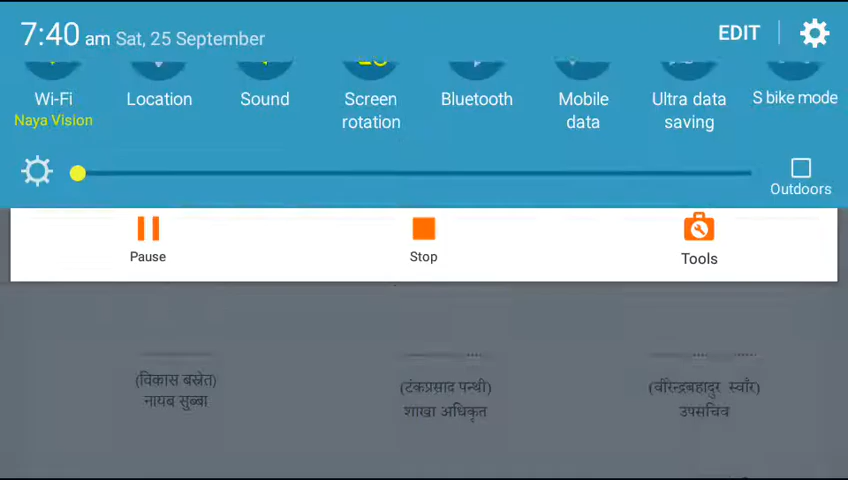 7:40 am Sat, 25 September
EDIT
Wi-Fi
Naya Vision
Location
Sound
Screen
rotation
Bluetooth
Mobile
data
Ultra data
saving
S bike mode
Outdoors
Pause
Stop
Tools
(विकास बस्नेत)
नायब सुब्बा
(टंकप्रसाद पन्थी)
शाखा अधिकृत
(वीरेन्द्रबहादुर स्वाँर)
उपसचिव